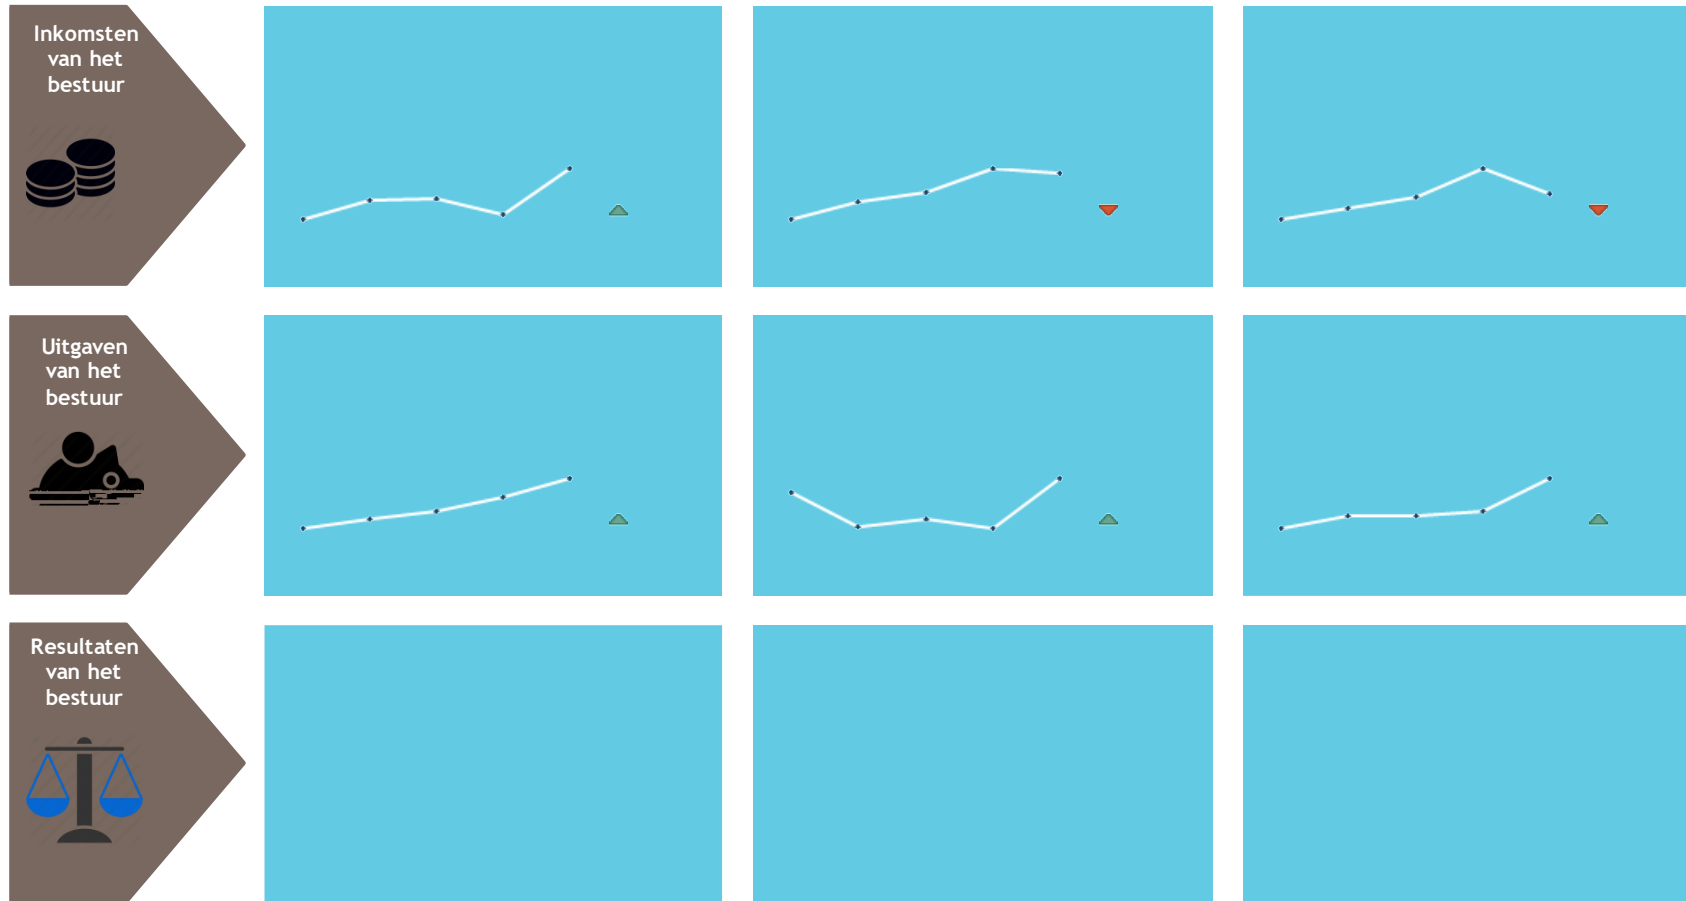 Inkomsten
van het
bestuur
Uitgaven
van het
bestuur
Resultaten
van het
bestuur